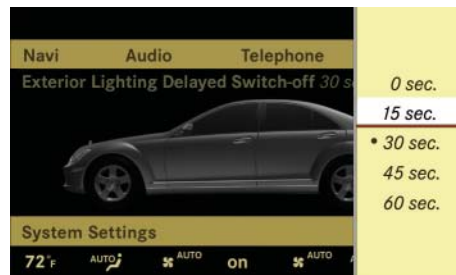 Navi Audio Telephone
Exterior Lighting Delayed Switch-off 30 s
0 sec.
15 sec.
• 30 sec.
45 sec.
60 sec.
System Settings
72°F AUTO AUTO on AUTO